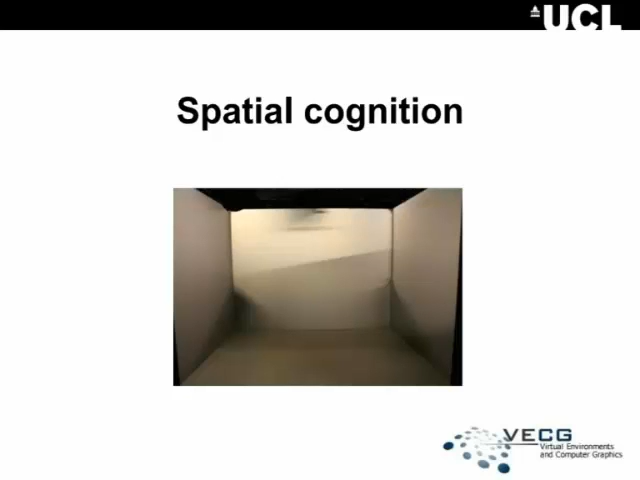 UCL
Spatial cognition
VECG
Virtual Environments
and Computer Graphics